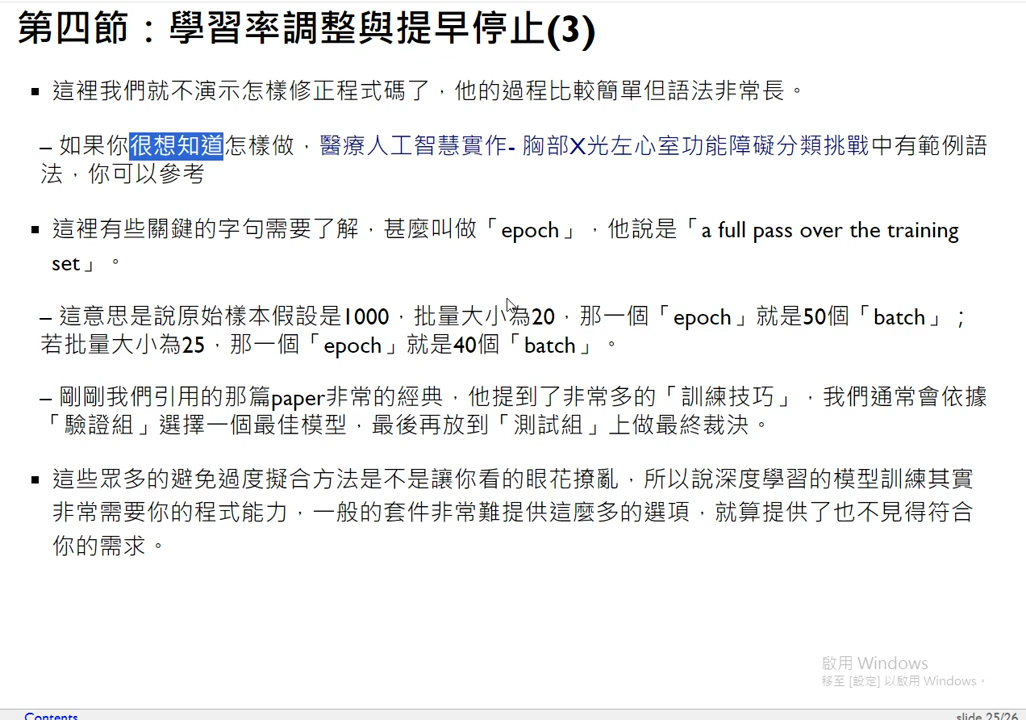 第四節：學習率調整與提早停止(3)
▪ 這裡我們就不演示怎樣修正程式碼了，他的過程比較簡單但語法非常長。
– 如果你很想知道怎樣做，醫療人工智慧實作- 胸部X光左心室功能障礙分類挑戰中有範例語
法，你可以參考
▪ 這裡有些關鍵的字句需要了解，甚麼叫做「epoch」，他說是「a full pass over the training
set」。
– 這意思是說原始樣本假設是1000，批量大小為20，那一個「epoch」就是50個「batch」；
若批量大小為25，那一個「epoch」就是40個「batch」。
– 剛剛我們引用的那篇paper非常的經典，他提到了非常多的「訓練技巧」，我們通常會依據
「驗證組」選擇一個最佳模型，最後再放到「測試組」上做最終裁決。
▪ 這些眾多的避免過度擬合方法是不是讓你看的眼花撩亂，所以說深度學習的模型訓練其實
非常需要你的程式能力，一般的套件非常難提供這麼多的選項，就算提供了也不見得符合
你的需求。
啟用 Windows
移至 [設定] 以啟用 Windows。
Contents
slide 25/26